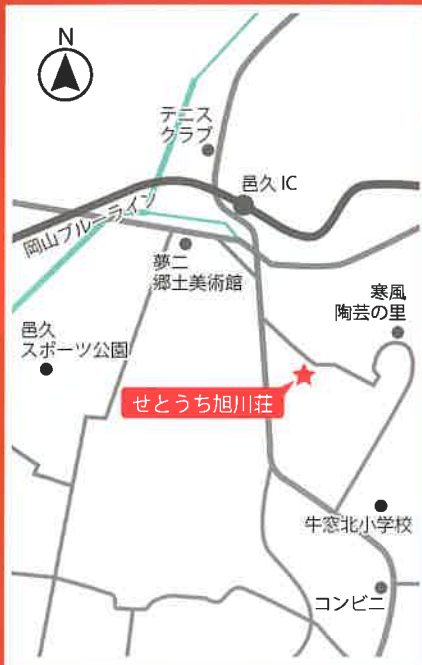 N
テニス
クラブ
邑久 IC
岡山ブルーライン
夢二
郷土美術館
寒風
陶芸の里
邑久
スポーツ公園
せとうち旭川荘
牛窓北小学校
コンビニ